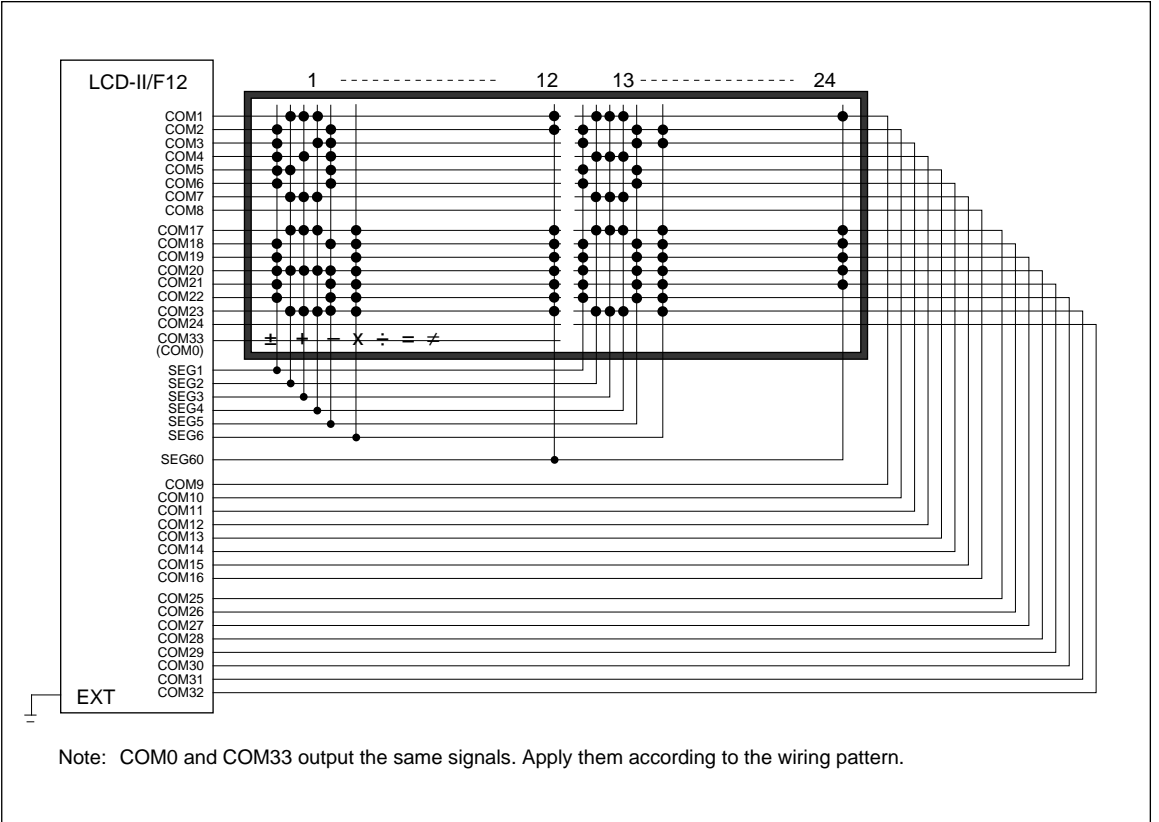 LCD-II/F12
1 ------------ 12 13 ------------ 24
COM1
COM2
COM3
COM4
COM5
COM6
COM7
COM8
COM17
COM18
COM19
COM20
COM21
COM22
COM23
COM24
COM33
(COM0)
± + − x ÷ = ≠
SEG1
SEG2
SEG3
SEG4
SEG5
SEG6
SEG60
COM9
COM10
COM11
COM12
COM13
COM14
COM15
COM16
COM25
COM26
COM27
COM28
COM29
COM30
COM31
COM32
EXT
Note: COM0 and COM33 output the same signals. Apply them according to the wiring pattern.